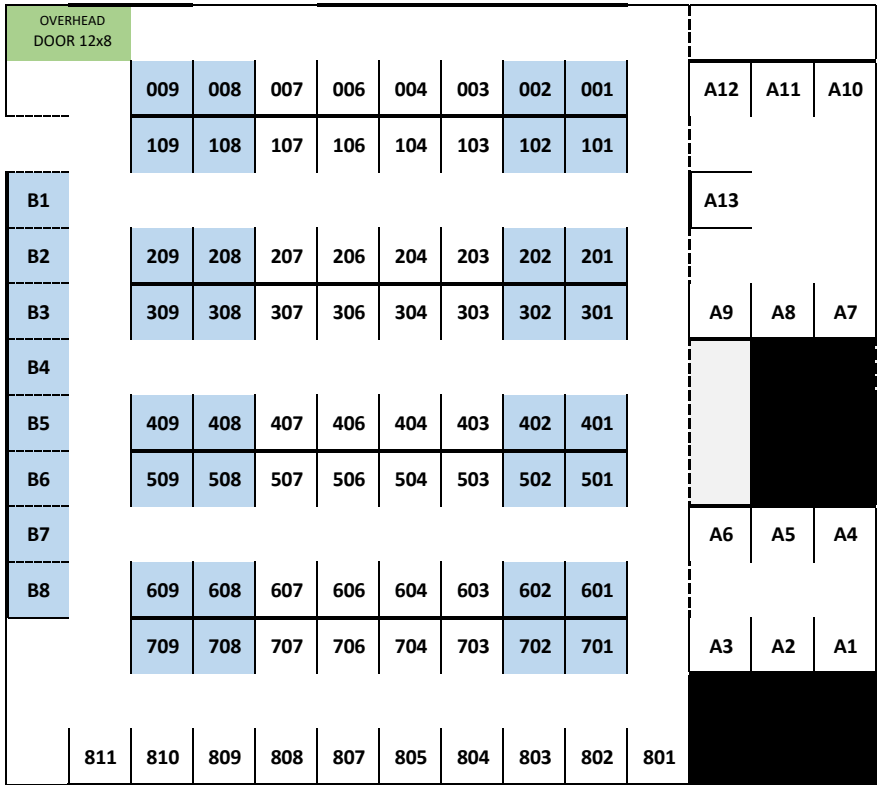 OVERHEAD
DOOR 12x8
009 008 007 006 004 003 002 001 A12 A11 A10
109 108 107 106 104 103 102 101
B1 A13
B2 209 208 207 206 204 203 202 201
B3 309 308 307 306 304 303 302 301 A9 A8 A7
B4
B5 409 408 407 406 404 403 402 401
B6 509 508 507 506 504 503 502 501
B7 A6 A5 A4
B8 609 608 607 606 604 603 602 601
709 708 707 706 704 703 702 701 A3 A2 A1
811 810 809 808 807 805 804 803 802 801